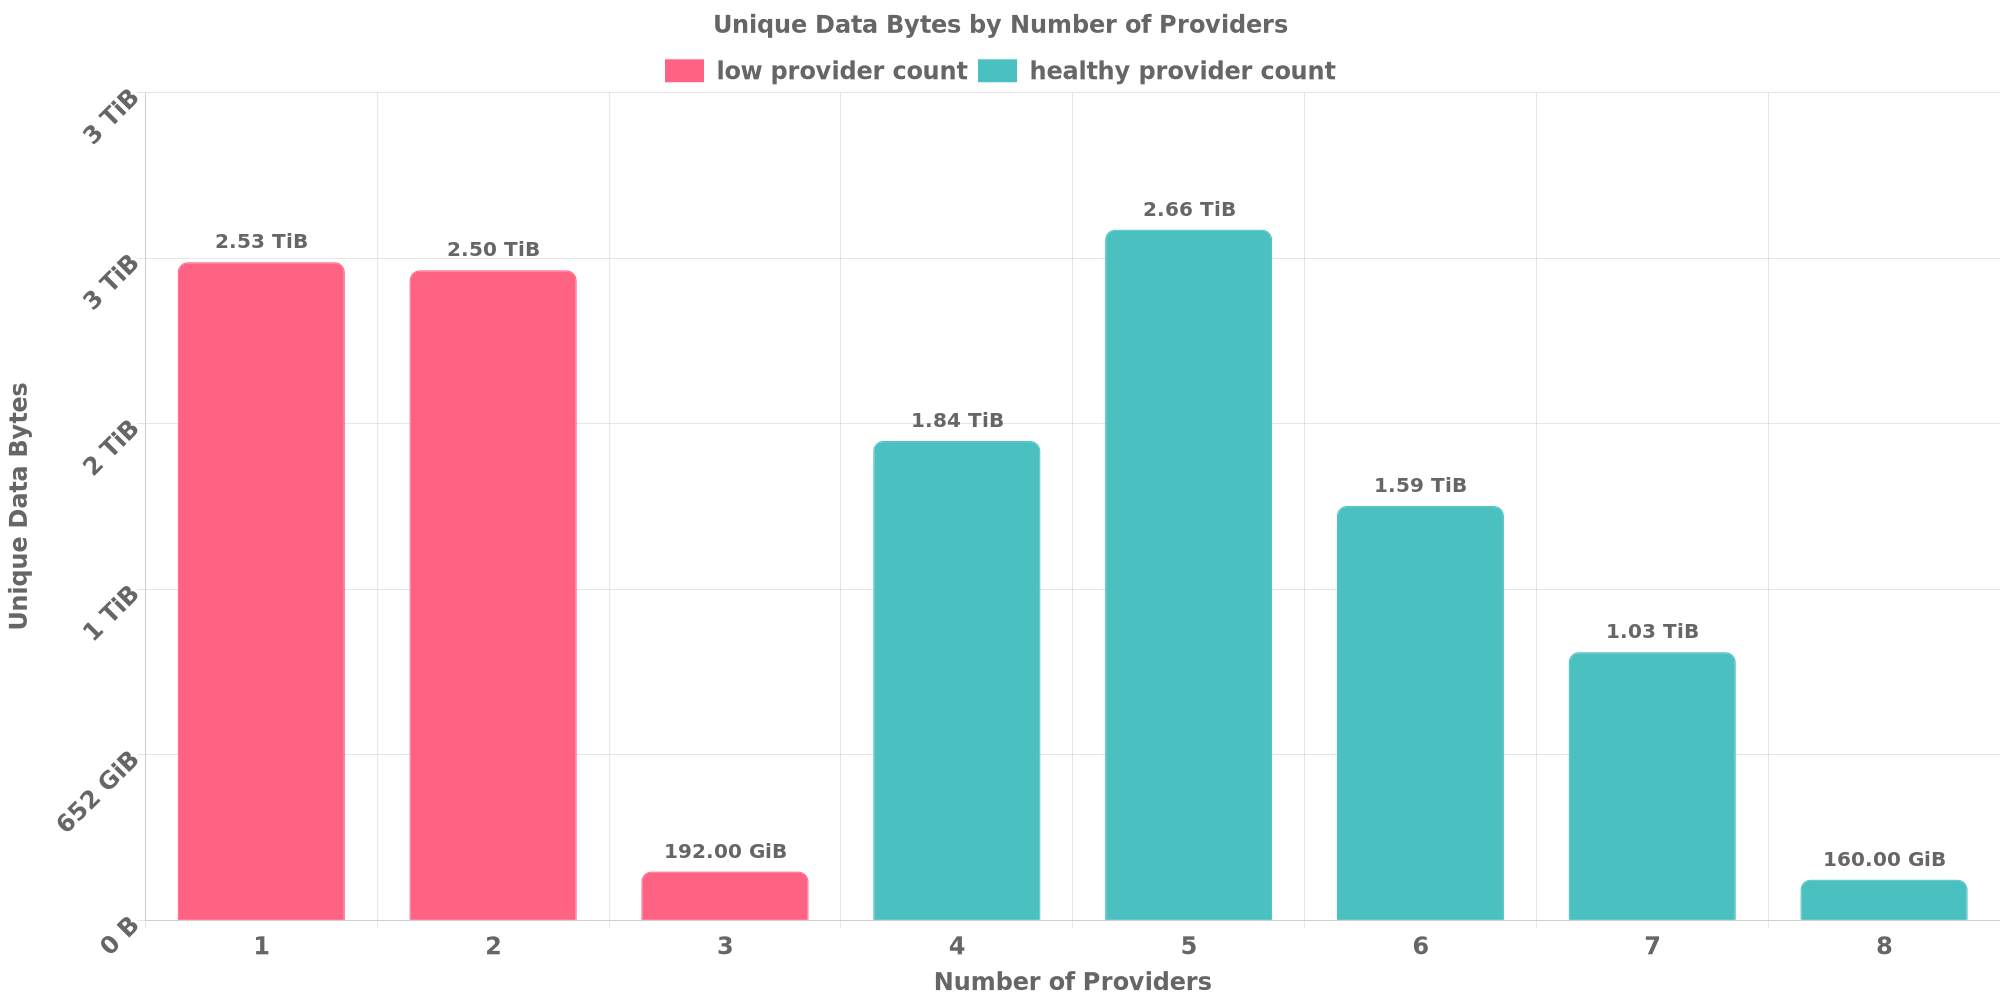 Unique Data Bytes by Number of Providers
low provider count healthy provider count
3 TiB
3 TiB
2 TiB
1 TiB
652 GiB
0 B
Unique Data Bytes
2.53 TiB
2.50 TiB
192.00 GiB
1.84 TiB
2.66 TiB
1.59 TiB
1.03 TiB
160.00 GiB
1 2 3 4 5 6 7 8
Number of Providers